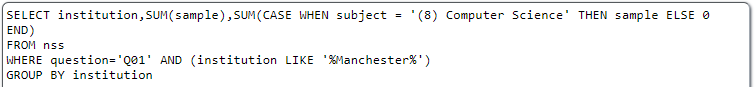 SELECT institution,SUM(sample),SUM(CASE WHEN subject = '(8) Computer Science' THEN sample ELSE 0
END)
FROM nss
WHERE question='Q01' AND (institution LIKE '%Manchester%')
GROUP BY institution